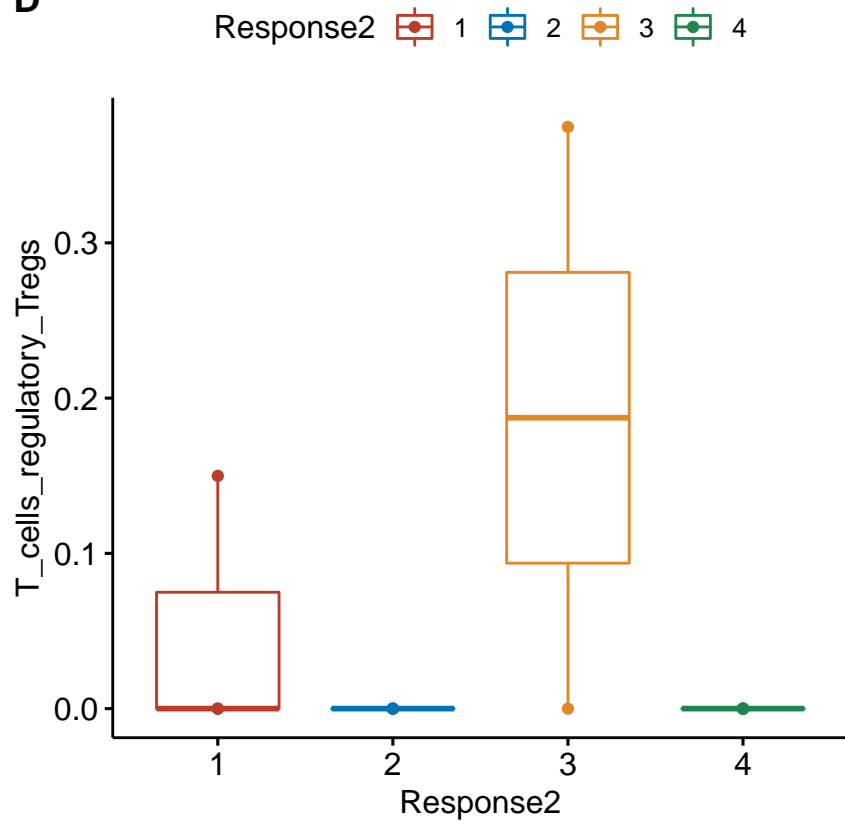 D
Response2 1 2 3 4
T_cells_regulatory_Tregs
0.3
0.2
0.1
0.0
1 2 3 4
Response2